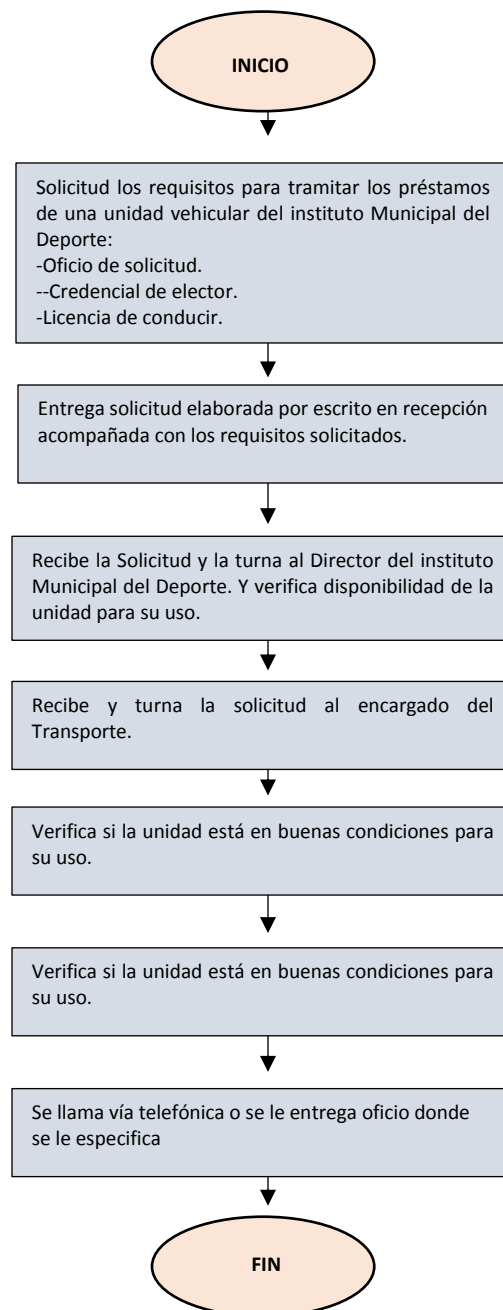 INICIO
Solicitud los requisitos para tramitar los préstamos
de una unidad vehicular del instituto Municipal del
Deporte:
-Oficio de solicitud.
--Credencial de elector.
-Licencia de conducir.
Entrega solicitud elaborada por escrito en recepción
acompañada con los requisitos solicitados.
Recibe la Solicitud y la turna al Director del instituto
Municipal del Deporte. Y verifica disponibilidad de la
unidad para su uso.
Recibe y turna la solicitud al encargado del
Transporte.
Verifica si la unidad está en buenas condiciones para
su uso.
Verifica si la unidad está en buenas condiciones para
su uso.
Se llama vía telefónica o se le entrega oficio donde
se le especifica
FIN